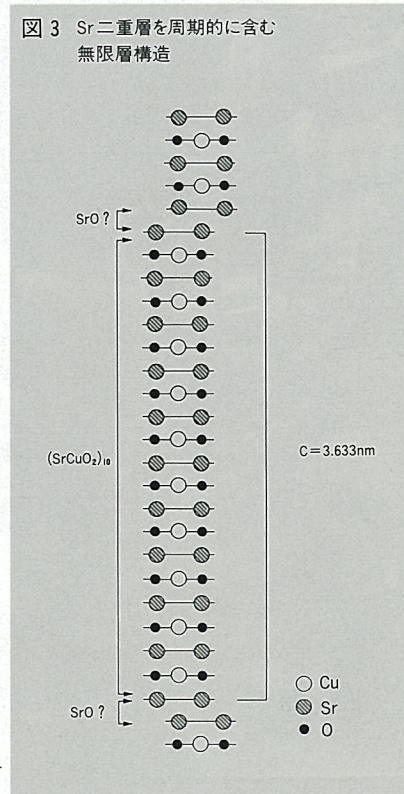 図3 Sr二重層を周期的に含む
無限層構造
SrO?
(SrCuO₂)₁₀
C=3.633nm
SrO?
Cu
Sr
O